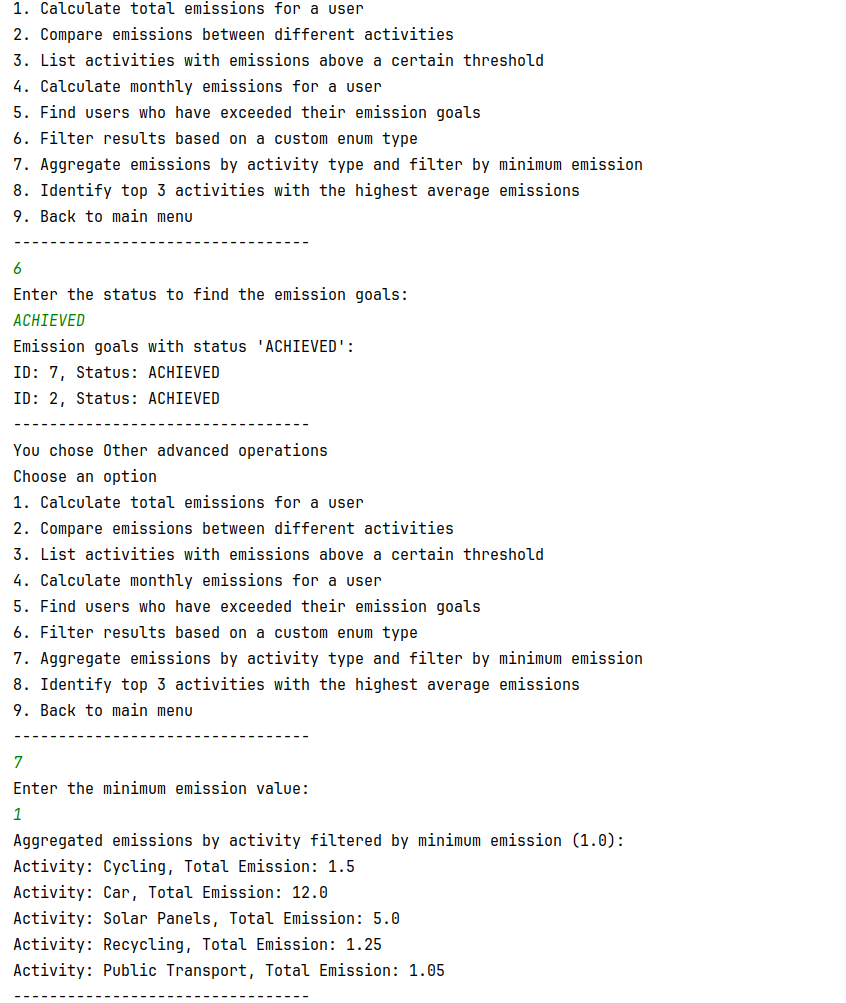 1. Calculate total emissions for a user
2. Compare emissions between different activities
3. List activities with emissions above a certain threshold
4. Calculate monthly emissions for a user
5. Find users who have exceeded their emission goals
6. Filter results based on a custom enum type
7. Aggregate emissions by activity type and filter by minimum emission
8. Identify top 3 activities with the highest average emissions
9. Back to main menu
---------------------------------
6
Enter the status to find the emission goals:
ACHIEVED
Emission goals with status 'ACHIEVED':
ID: 7, Status: ACHIEVED
ID: 2, Status: ACHIEVED
---------------------------------
You chose Other advanced operations
Choose an option
1. Calculate total emissions for a user
2. Compare emissions between different activities
3. List activities with emissions above a certain threshold
4. Calculate monthly emissions for a user
5. Find users who have exceeded their emission goals
6. Filter results based on a custom enum type
7. Aggregate emissions by activity type and filter by minimum emission
8. Identify top 3 activities with the highest average emissions
9. Back to main menu
---------------------------------
7
Enter the minimum emission value:
1
Aggregated emissions by activity filtered by minimum emission (1.0):
Activity: Cycling, Total Emission: 1.5
Activity: Car, Total Emission: 12.0
Activity: Solar Panels, Total Emission: 5.0
Activity: Recycling, Total Emission: 1.25
Activity: Public Transport, Total Emission: 1.05
---------------------------------